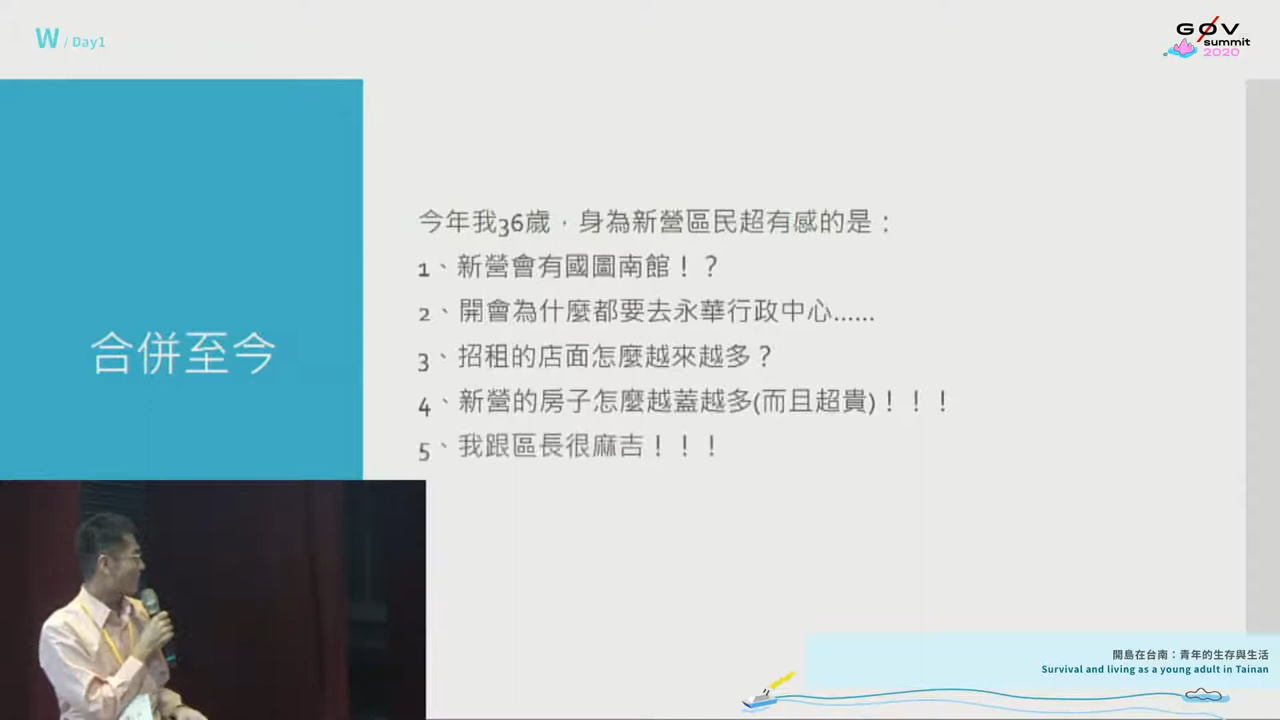 W / Day1
GØV
summit
2020
合併至今
今年我36歲，身為新營區民超有感的是：
1、新營會有國圖南館！？
2、開會為什麼都要去永華行政中心......
3、招租的店面怎麼越來越多？
4、新營的房子怎麼越蓋越多(而且超貴)！！！
5、我跟區長很麻吉！！！
開島在台南：青年的生存與生活
Survival and living as a young adult in Tainan